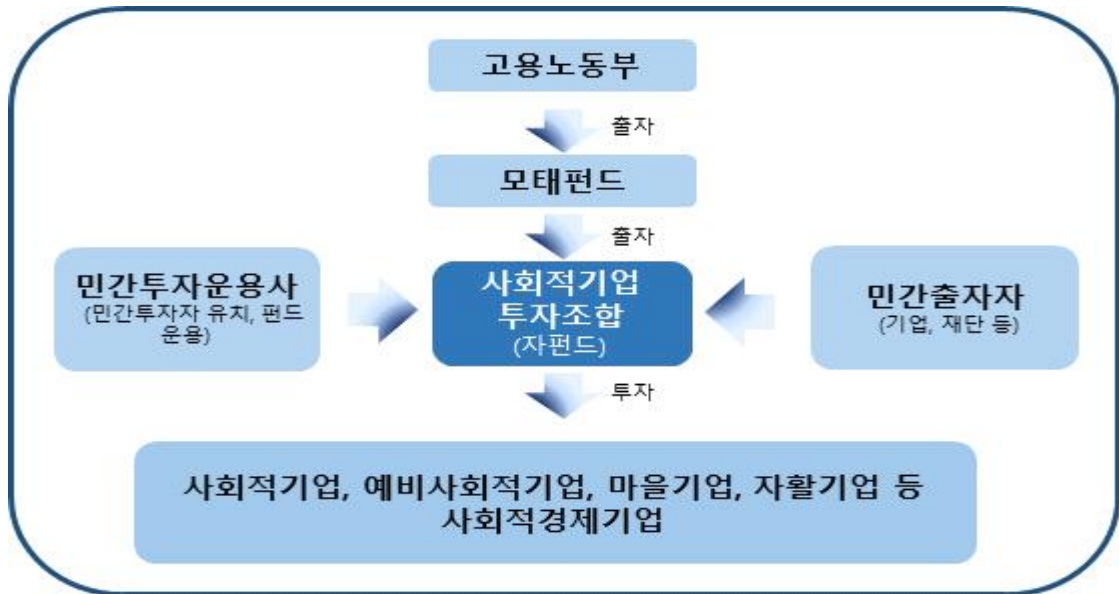 고용노동부
출자
모태펀드
출자
민간투자운용사
(민간투자자 유치, 펀드
운용)
사회적기업
투자조합
(자펀드)
민간출자자
(기업, 재단 등)
투자
사회적기업, 예비사회적기업, 마을기업, 자활기업 등
사회적경제기업